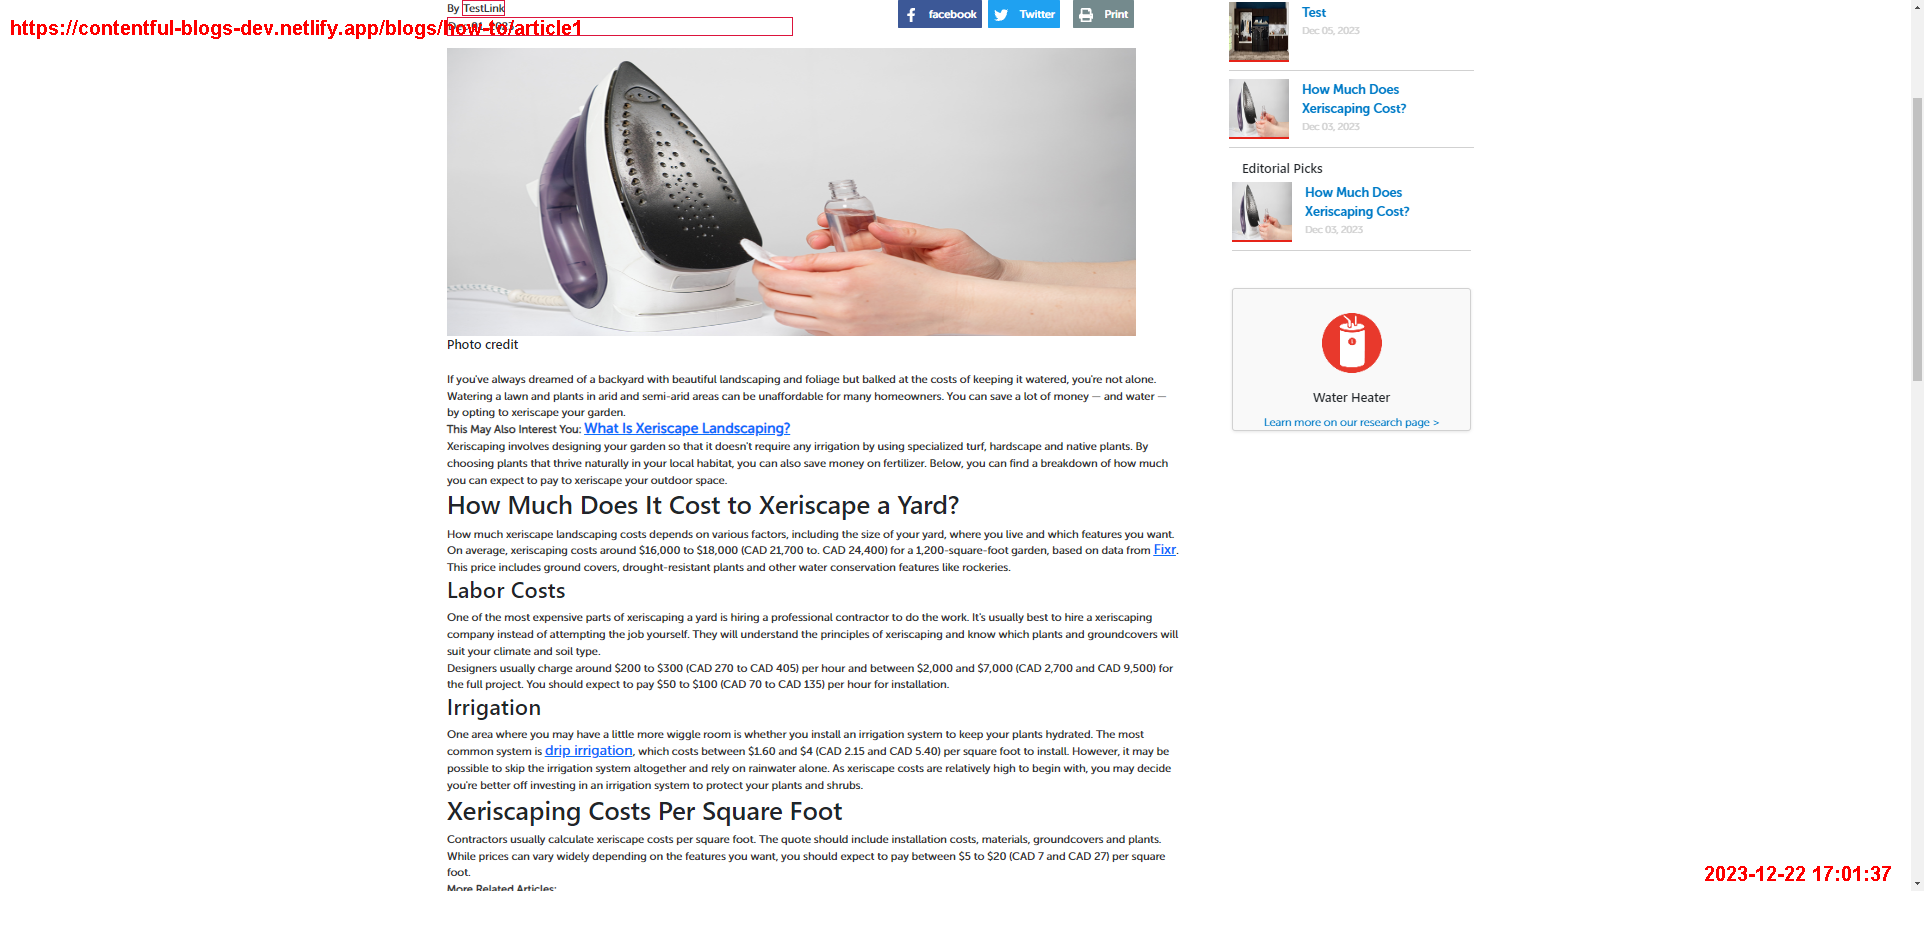 By TestLink
https://contentful-blogs-dev.netlify.app/blogs/how-to/article1
facebook
Twitter
Print
Photo credit
If you've always dreamed of a backyard with beautiful landscaping and foliage but balked at the costs of keeping it watered, you're not alone.
Watering a lawn and plants in arid and semi-arid areas can be unaffordable for many homeowners. You can save a lot of money — and water —
by opting to xeriscape your garden.
This May Also Interest You: What Is Xeriscape Landscaping?
Xeriscaping involves designing your garden so that it doesn't require any irrigation by using specialized turf, hardscape and native plants. By
choosing plants that thrive naturally in your local habitat, you can also save money on fertilizer. Below, you can find a breakdown of how much
you can expect to pay to xeriscape your outdoor space.
How Much Does It Cost to Xeriscape a Yard?
How much xeriscape landscaping costs depends on various factors, including the size of your yard, where you live and which features you want.
On average, xeriscaping costs around $16,000 to $18,000 (CAD 21,700 to. CAD 24,400) for a 1,200-square-foot garden, based on data from Fixr.
This price includes ground covers, drought-resistant plants and other water conservation features like rockeries.
Labor Costs
One of the most expensive parts of xeriscaping a yard is hiring a professional contractor to do the work. It's usually best to hire a xeriscaping
company instead of attempting the job yourself. They will understand the principles of xeriscaping and know which plants and groundcovers will
suit your climate and soil type.
Designers usually charge around $200 to $300 (CAD 270 to CAD 405) per hour and between $2,000 and $7,000 (CAD 2,700 and CAD 9,500) for
the full project. You should expect to pay $50 to $100 (CAD 70 to CAD 135) per hour for installation.
Irrigation
One area where you may have a little more wiggle room is whether you install an irrigation system to keep your plants hydrated. The most
common system is drip irrigation, which costs between $1.60 and $4 (CAD 2.15 and CAD 5.40) per square foot to install. However, it may be
possible to skip the irrigation system altogether and rely on rainwater alone. As xeriscape costs are relatively high to begin with, you may decide
you're better off investing in an irrigation system to protect your plants and shrubs.
Xeriscaping Costs Per Square Foot
Contractors usually calculate xeriscape costs per square foot. The quote should include installation costs, materials, groundcovers and plants.
While prices can vary widely depending on the features you want, you should expect to pay between $5 to $20 (CAD 7 and CAD 27) per square
foot.
More Related Articles:
Test
Dec 05, 2023
How Much Does
Xeriscaping Cost?
Dec 03, 2023
Editorial Picks
How Much Does
Xeriscaping Cost?
Dec 03, 2023
Water Heater
Learn more on our research page >
2023-12-22 17:01:37